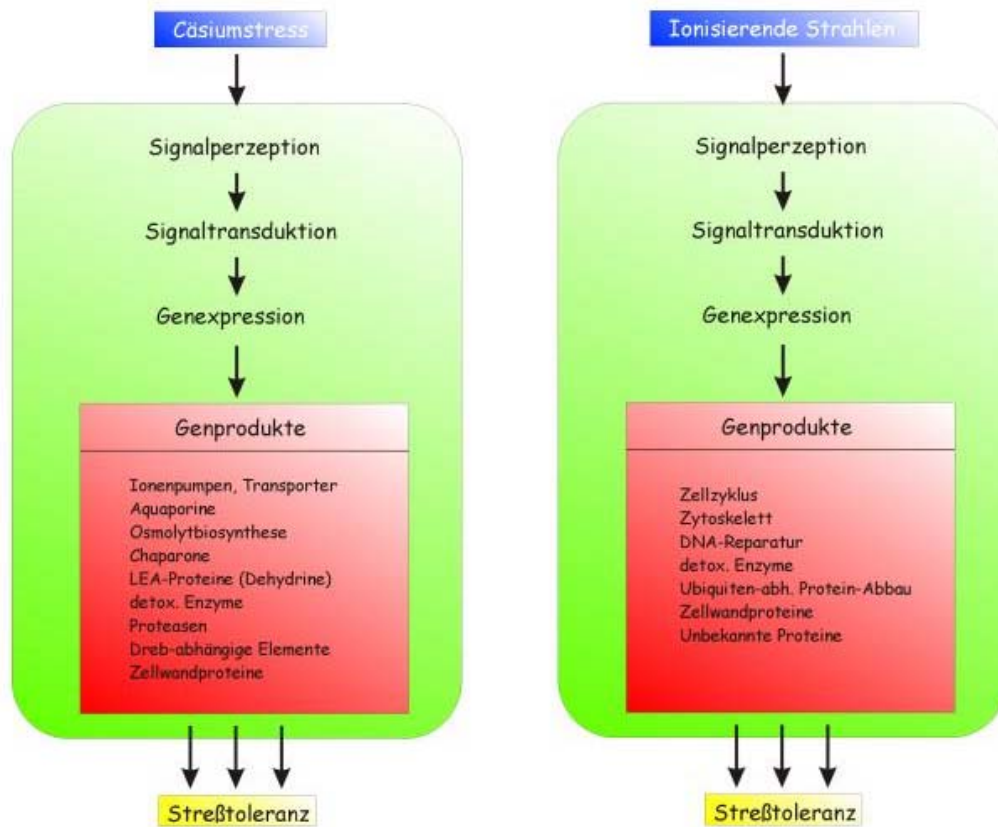 Cäsiumstress
Signalperzeption
Signaltransduktion
Genexpression
Genprodukte
Ionenpumpen, Transporter
Aquaporine
Osmolytbiosynthese
Chaparone
LEA-Proteine (Dehydrine)
detox. Enzyme
Proteasen
Dreb-abhängige Elemente
Zellwandproteine
Streßtoleranz
Ionisierende Strahlen
Signalperzeption
Signaltransduktion
Genexpression
Genprodukte
Zellzyklus
Zytoskelett
DNA-Reparatur
detox. Enzyme
Ubiquiten-abh. Protein-Abbau
Zellwandproteine
Unbekannte Proteine
Streßtoleranz